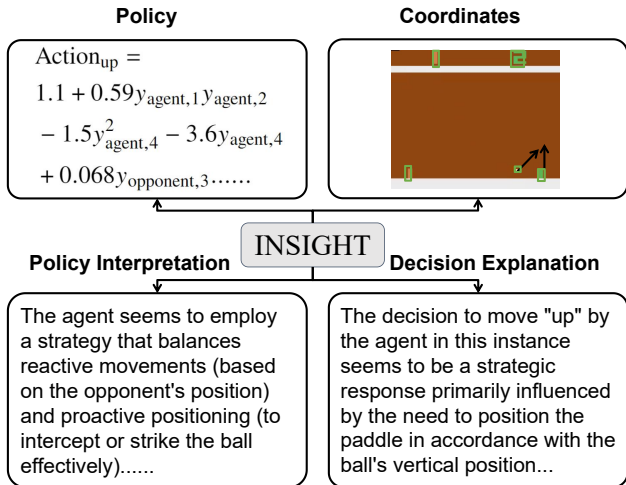 Policy
Action_up =
1.1 + 0.59y_agent,1 y_agent,2
− 1.5y²_agent,4 − 3.6y_agent,4
+ 0.068y_opponent,3......
Coordinates
INSIGHT
Policy Interpretation
The agent seems to employ
a strategy that balances
reactive movements (based
on the opponent's position)
and proactive positioning (to
intercept or strike the ball
effectively)......
Decision Explanation
The decision to move "up" by
the agent in this instance
seems to be a strategic
response primarily influenced
by the need to position the
paddle in accordance with the
ball's vertical position...